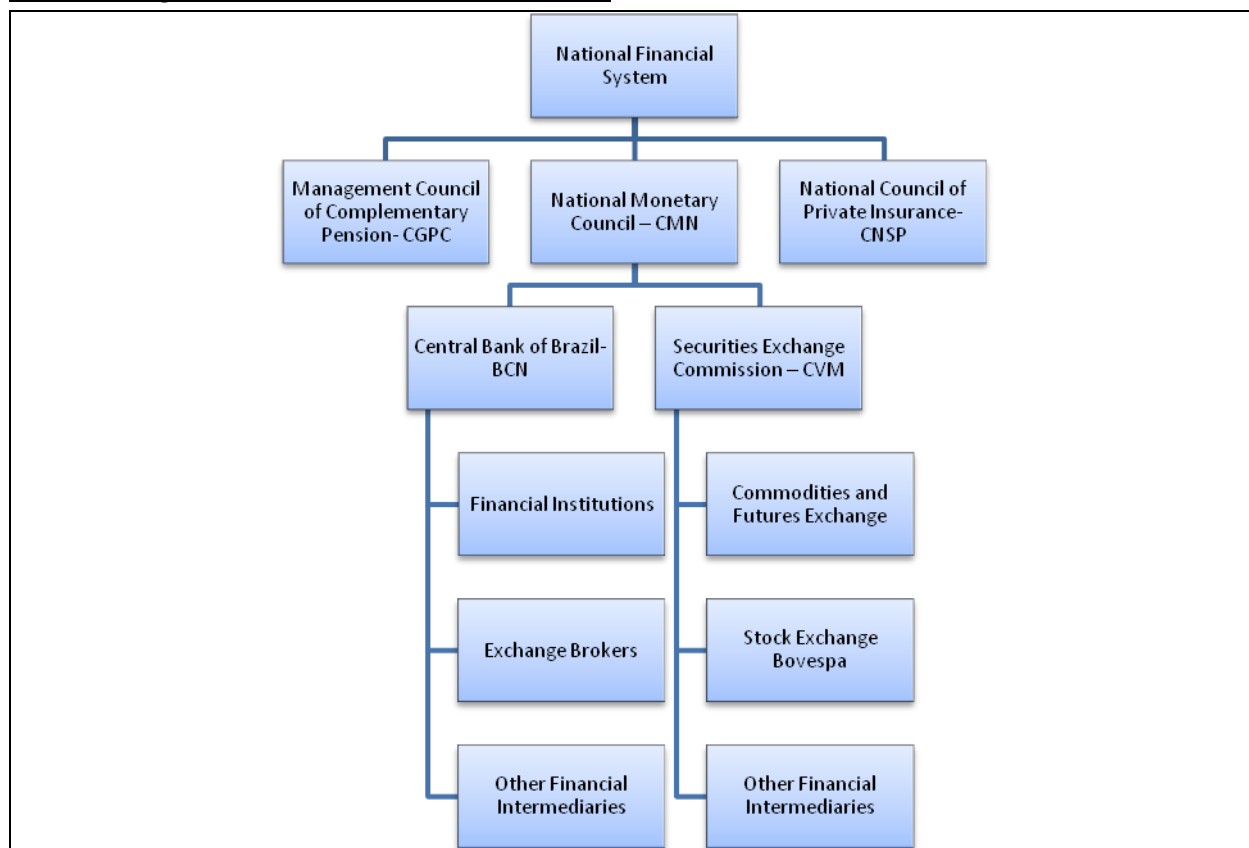 National Financial
System
Management Council
of Complementary
Pension- CGPC
National Monetary
Council – CMN
National Council of
Private Insurance-
CNSP
Central Bank of Brazil-
BCN
Securities Exchange
Commission – CVM
Financial Institutions
Commodities and
Futures Exchange
Exchange Brokers
Stock Exchange
Bovespa
Other Financial
Intermediaries
Other Financial
Intermediaries